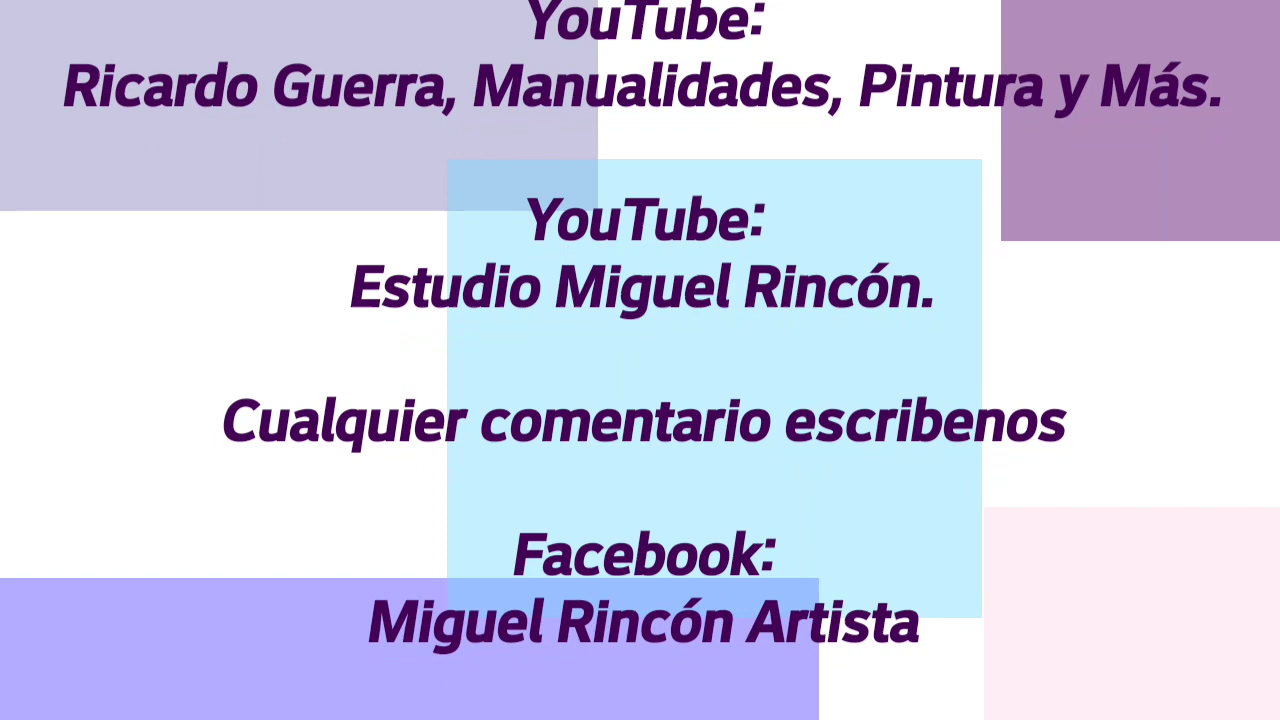 YouTube:
Ricardo Guerra, Manualidades, Pintura y Más.
YouTube:
Estudio Miguel Rincón.
Cualquier comentario escribenos
Facebook:
Miguel Rincón Artista